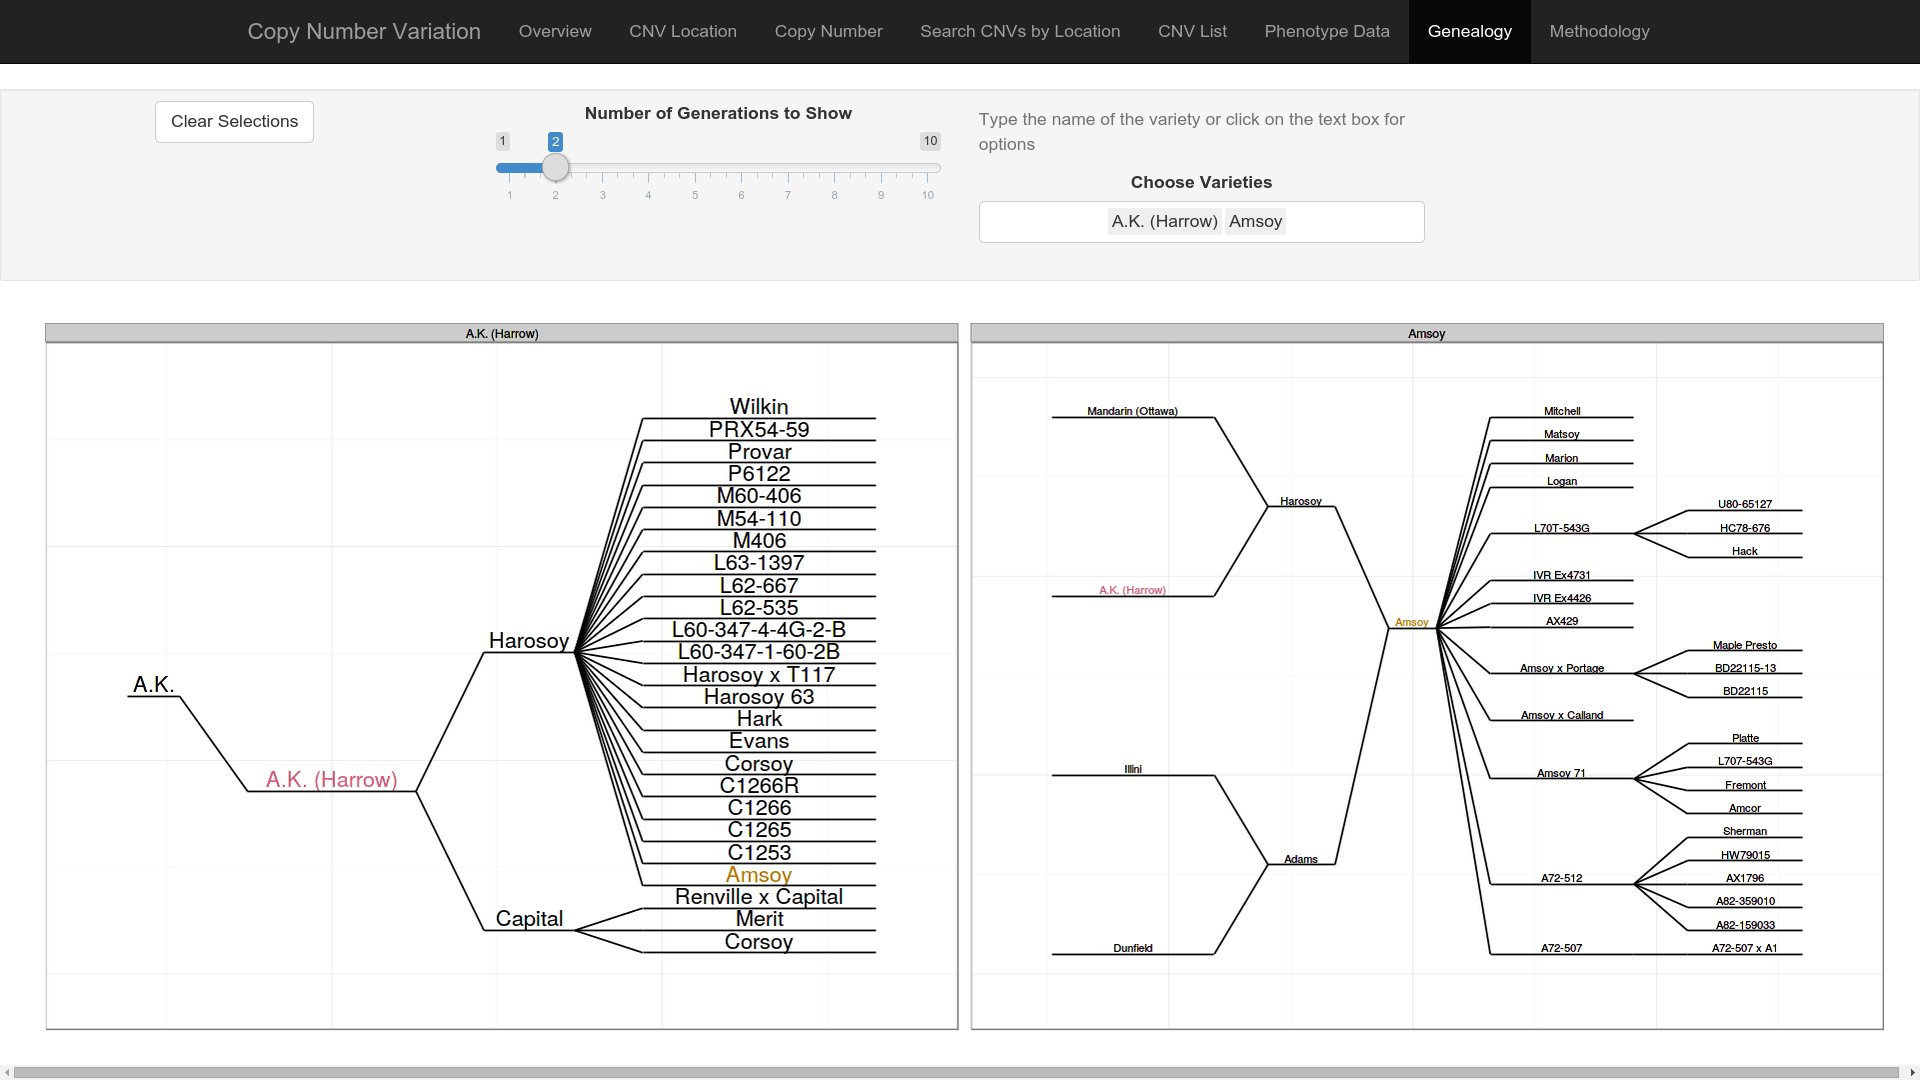 Copy Number Variation Overview CNV Location Copy Number Search CNVs by Location CNV List Phenotype Data Genealogy Methodology
Clear Selections
Number of Generations to Show
1 2 10
1 2 3 4 5 6 7 8 9 10
Type the name of the variety or click on the text box for
options
Choose Varieties
A.K. (Harrow) Amsoy
A.K. (Harrow)
A.K.
A.K. (Harrow)
Harosoy
Capital
Wilkin
PRX54-59
Provar
P6122
M60-406
M54-110
M406
L63-1397
L62-667
L62-535
L60-347-4-4G-2-B
L60-347-1-60-2B
Harosoy x T117
Harosoy 63
Hark
Evans
Corsoy
C1266R
C1266
C1265
C1253
Amsoy
Renville x Capital
Merit
Corsoy
Amsoy
Mandarin (Ottawa)
A.K. (Harrow)
Illini
Dunfield
Harosoy
Adams
Amsoy
Mitchell
Matsoy
Marion
Logan
L70T-543G
IVR Ex4731
IVR Ex4426
AX429
Amsoy x Portage
Amsoy x Calland
Amsoy 71
A72-512
A72-507
U80-65127
HC78-676
Hack
Maple Presto
BD22115-13
BD22115
Platte
L707-543G
Fremont
Amcor
Sherman
HW79015
AX1796
A82-359010
A82-159033
A72-507 x A1